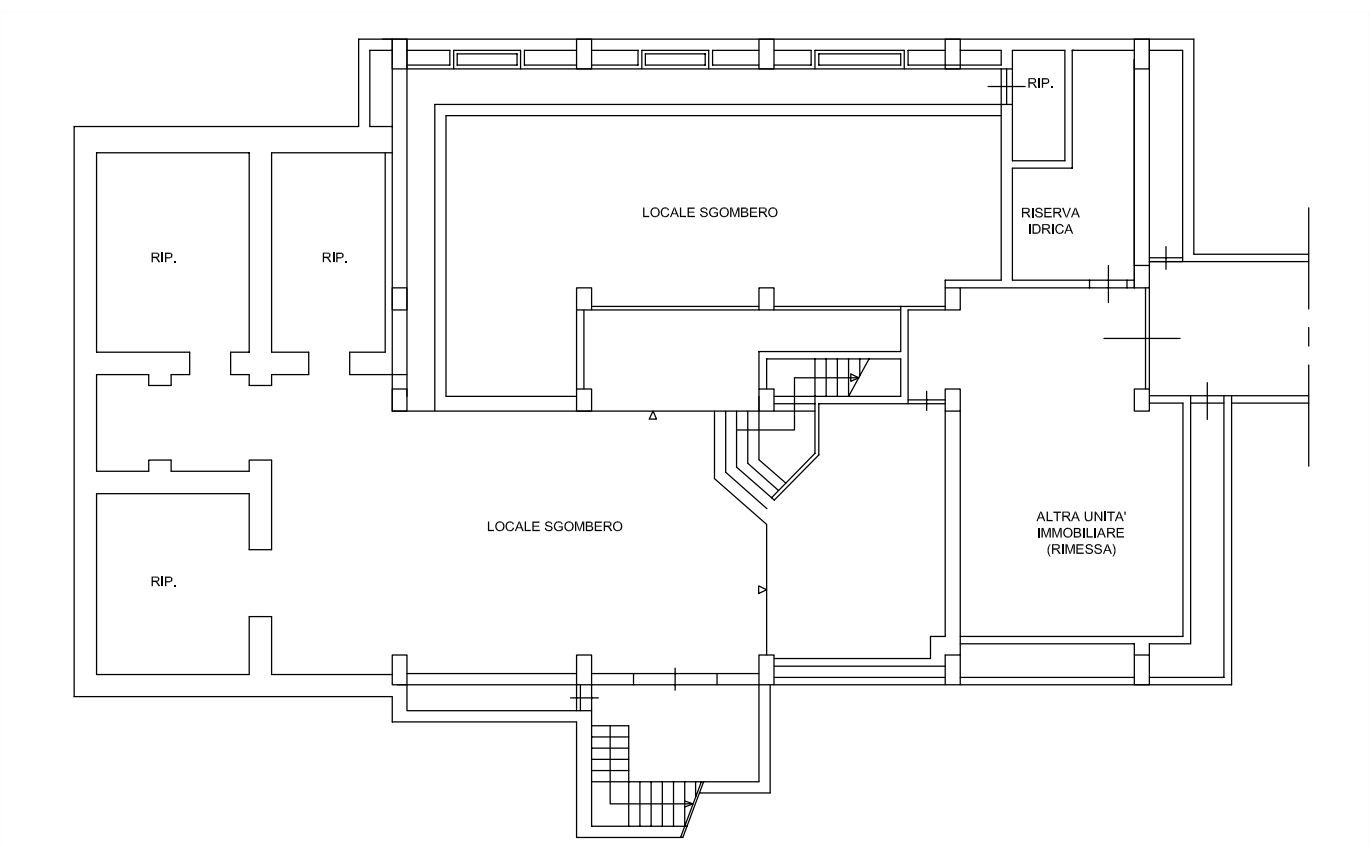 RIP.
LOCALE SGOMBERO
RISERVA
IDRICA
RIP.
RIP.
LOCALE SGOMBERO
ALTRA UNITA'
IMMOBILIARE
(RIMESSA)
RIP.